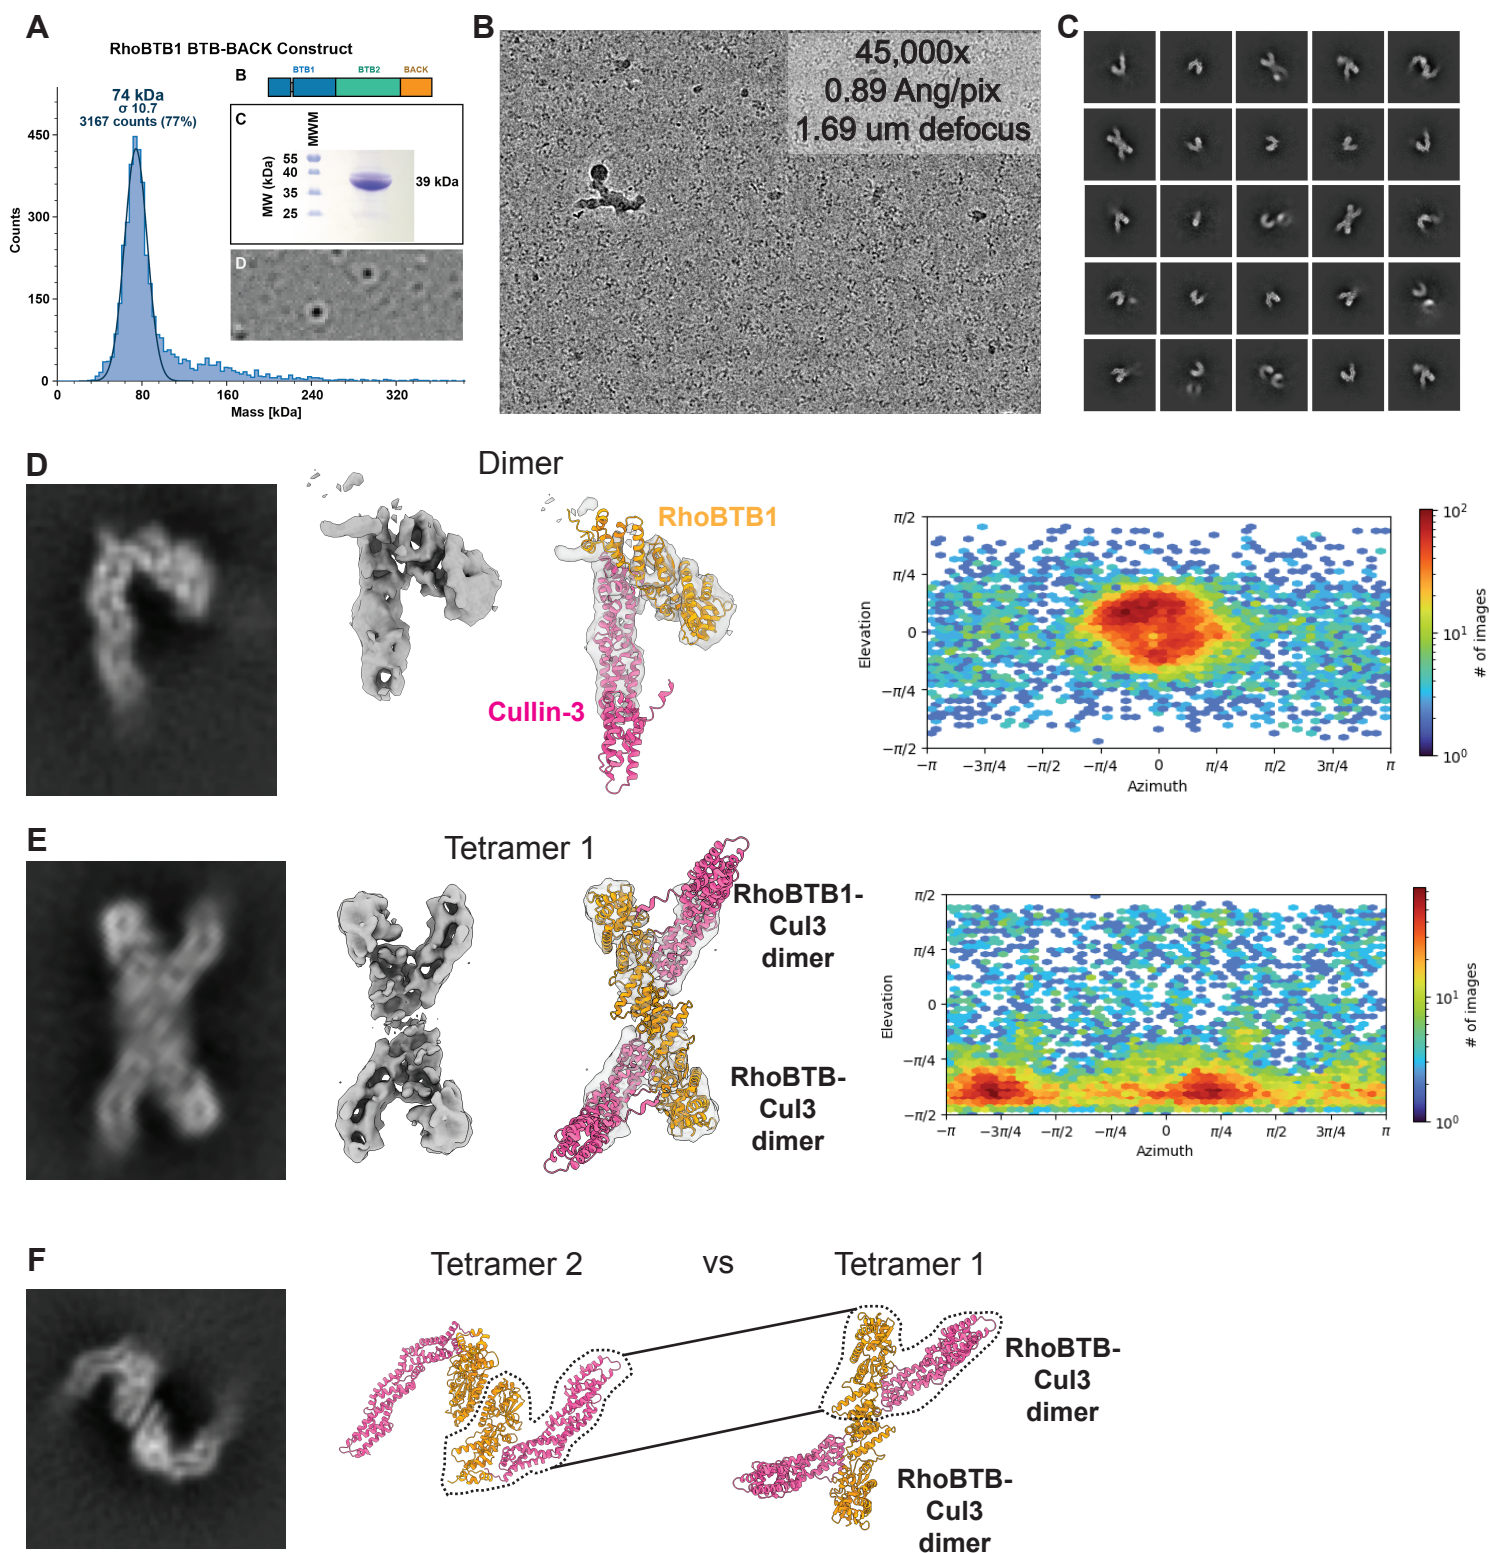 A
RhoBTB1 BTB-BACK Construct
74 kDa
σ 10.7
3167 counts (77%)
450
300
150
0
Counts
0 80 160 240 320
Mass [kDa]
B
BTB1 BTB2 BACK
C
MWM
MW (kDa)
55
40
35
25
39 kDa
D
B
45,000x
0.89 Ang/pix
1.69 um defocus
C
D
Dimer
RhoBTB1
Cullin-3
π/2
π/4
0
−π/4
−π/2
Elevation
−π −3π/4 −π/2 −π/4 0 π/4 π/2 3π/4 π
Azimuth
10²
10¹
10⁰
# of images
E
Tetramer 1
RhoBTB1-
Cul3
dimer
RhoBTB-
Cul3
dimer
π/2
π/4
0
−π/4
−π/2
Elevation
−π −3π/4 −π/2 −π/4 0 π/4 π/2 3π/4 π
Azimuth
10¹
10⁰
# of images
F
Tetramer 2 vs Tetramer 1
RhoBTB-
Cul3
dimer
RhoBTB-
Cul3
dimer